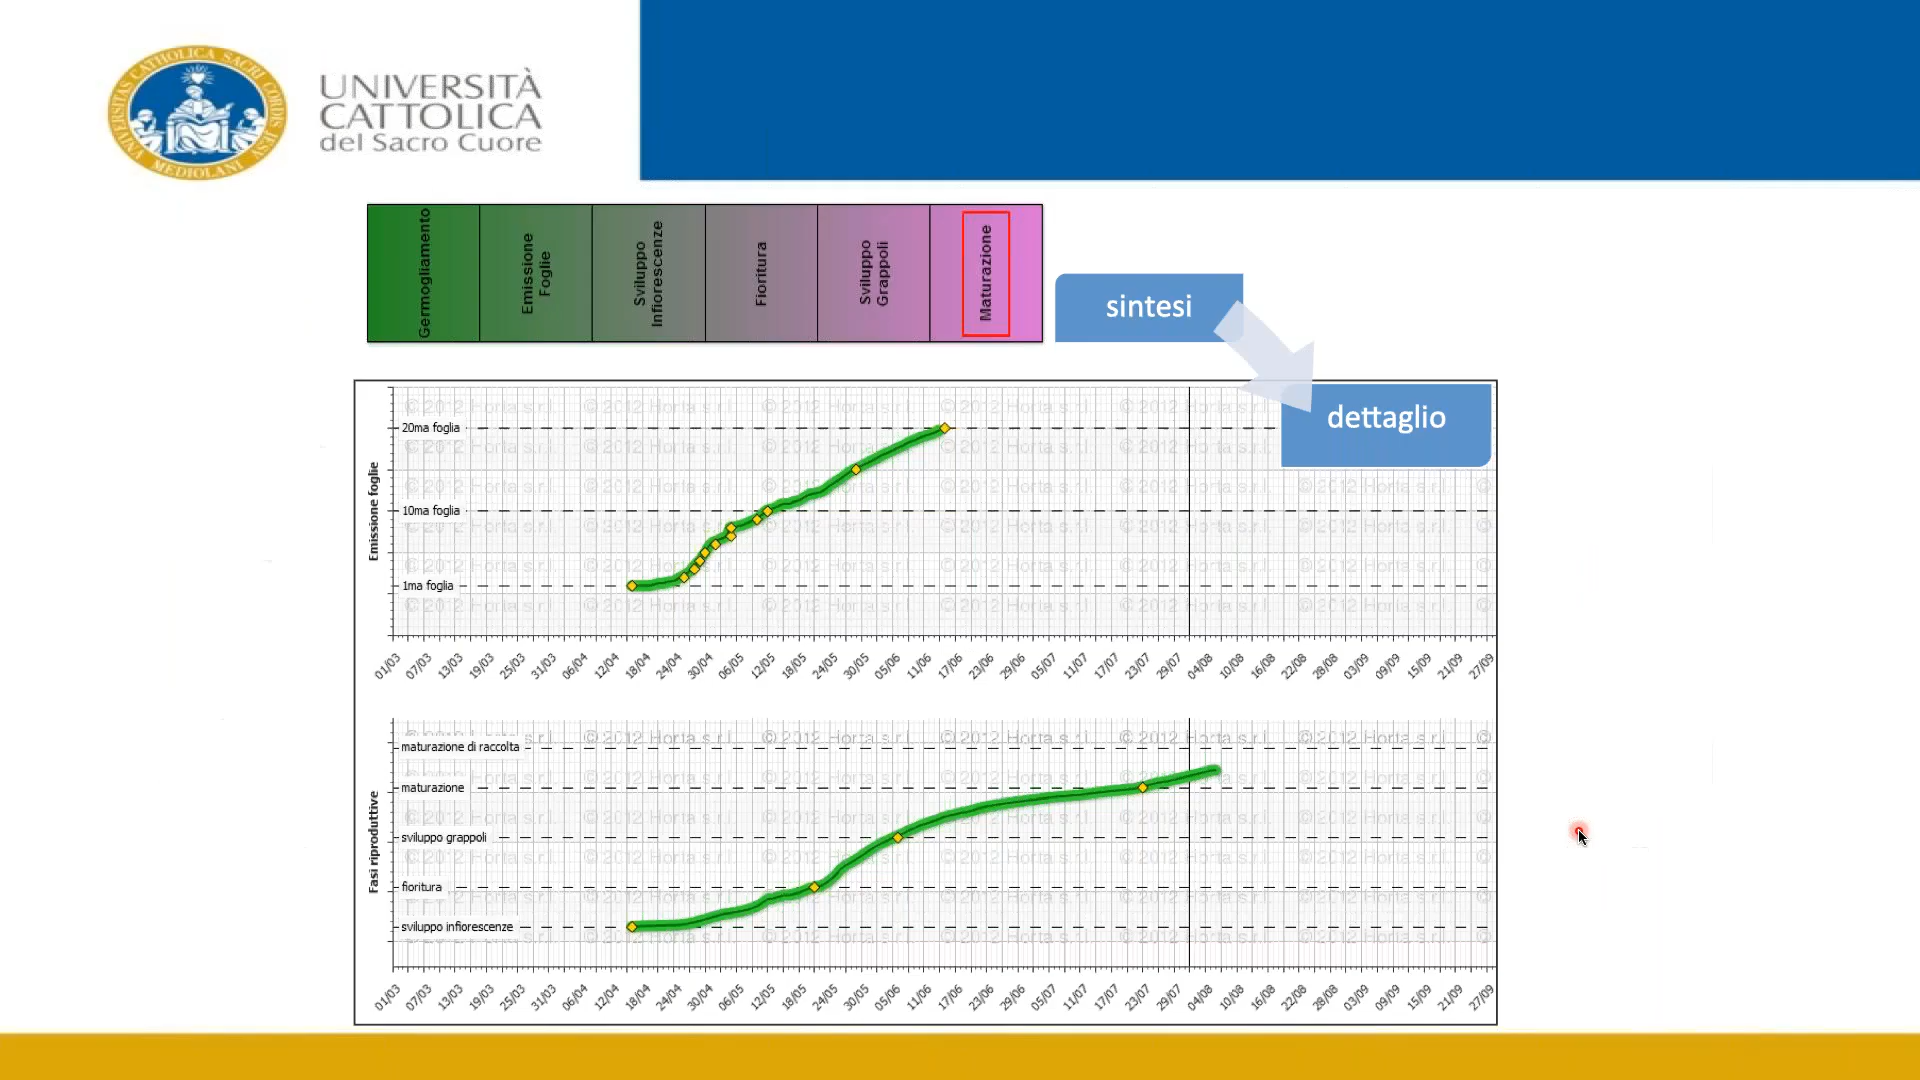 UNIVERSITÀ
CATTOLICA
del Sacro Cuore
Germogliamento
Emissione
Foglie
Sviluppo
Infiorescenze
Fioritura
Sviluppo
Grappoli
Maturazione
sintesi
dettaglio
Emissione foglie
20ma foglia
10ma foglia
1ma foglia
© 2012 Horta s.r.l.
01/03 07/03 13/03 19/03 25/03 31/03 06/04 12/04 18/04 24/04 30/04 06/05 12/05 18/05 24/05 30/05 05/06 11/06 17/06 23/06 29/06 05/07 11/07 17/07 23/07 29/07 04/08 10/08 16/08 22/08 28/08 03/09 09/09 15/09 21/09 27/09
Fasi riproduttive
maturazione di raccolta
maturazione
sviluppo grappoli
fioritura
sviluppo infiorescenze
© 2012 Horta s.r.l.
01/03 07/03 13/03 19/03 25/03 31/03 06/04 12/04 18/04 24/04 30/04 06/05 12/05 18/05 24/05 30/05 05/06 11/06 17/06 23/06 29/06 05/07 11/07 17/07 23/07 29/07 04/08 10/08 16/08 22/08 28/08 03/09 09/09 15/09 21/09 27/09